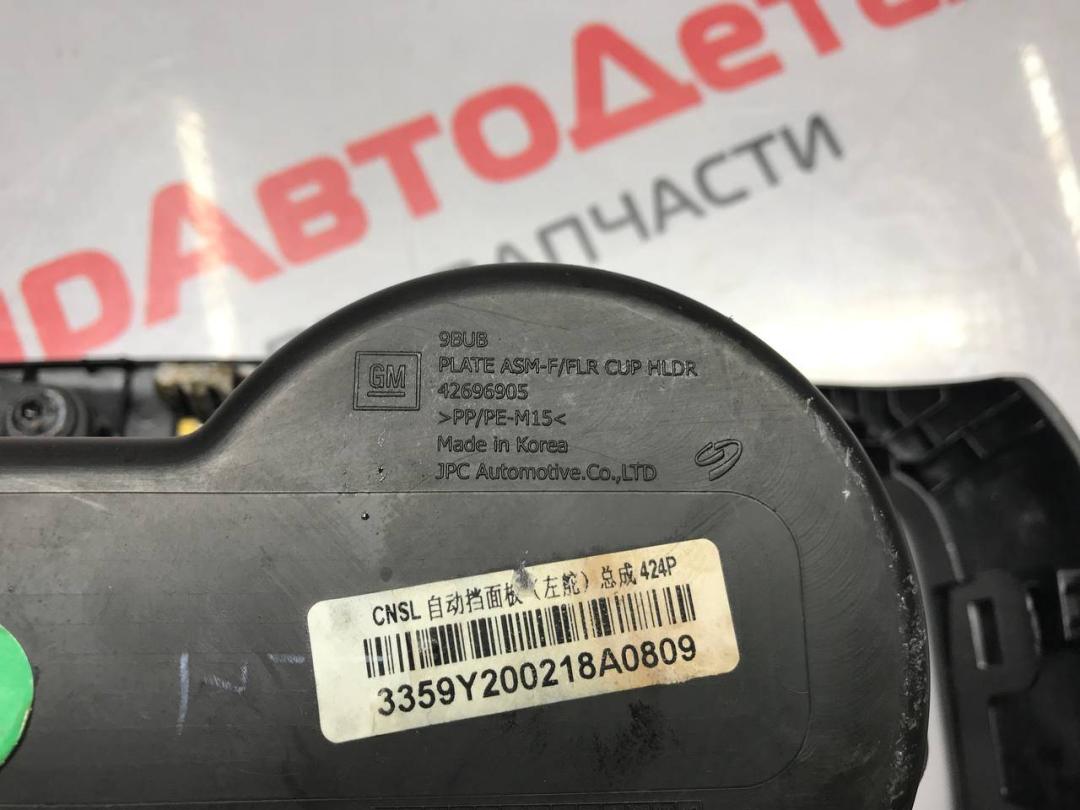 АвтоДет
ЗАПЧАСТИ
9BUB
GM
PLATE ASM-F/FLR CUP HLDR
42696905
>PP/PE-M15<
Made in Korea
JPC Automotive.Co.,LTD
CNSL 自动挡面板（左舵）总成 424P
3359Y200218A0809